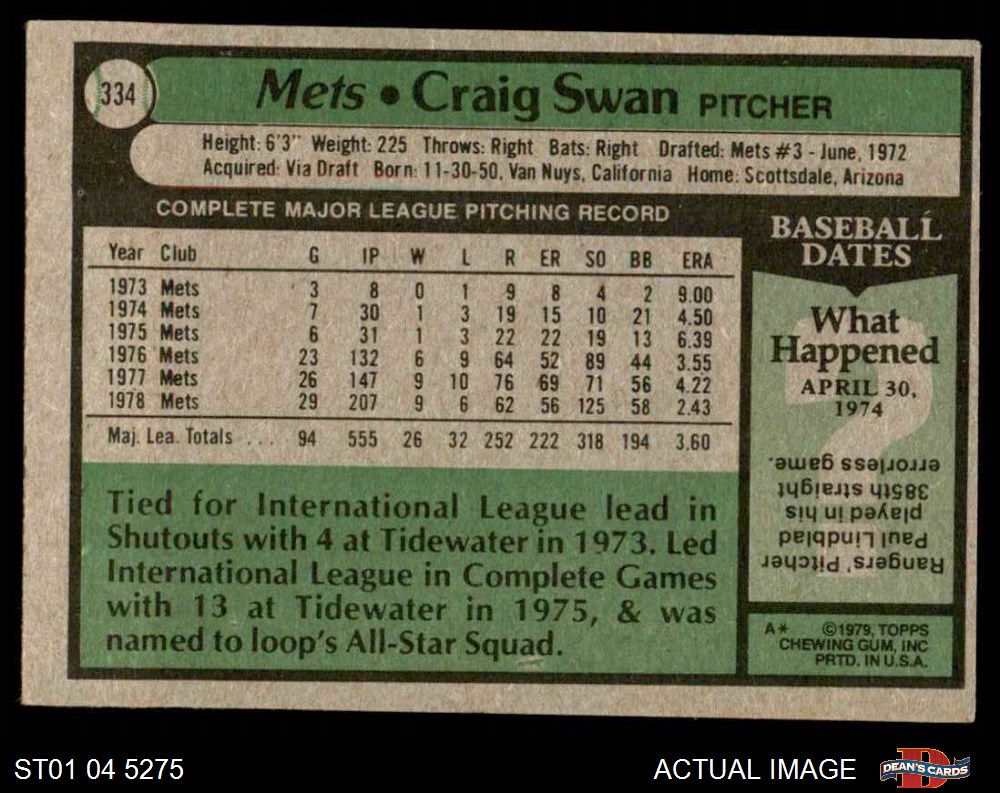 334
Mets • Craig Swan PITCHER
Height: 6'3" Weight: 225 Throws: Right Bats: Right Drafted: Mets #3 - June, 1972
Acquired: Via Draft Born: 11-30-50, Van Nuys, California Home: Scottsdale, Arizona
COMPLETE MAJOR LEAGUE PITCHING RECORD
Year Club G IP W L R ER SO BB ERA
1973 Mets 3 8 0 1 9 8 4 2 9.00
1974 Mets 7 30 1 3 19 15 10 21 4.50
1975 Mets 6 31 1 3 22 22 19 13 6.39
1976 Mets 23 132 6 9 64 52 89 44 3.55
1977 Mets 26 147 9 10 76 69 71 56 4.22
1978 Mets 29 207 9 6 62 56 125 58 2.43
Maj. Lea. Totals ... 94 555 26 32 252 222 318 194 3.60
Tied for International League lead in
Shutouts with 4 at Tidewater in 1973. Led
International League in Complete Games
with 13 at Tidewater in 1975, & was
named to loop's All-Star Squad.
BASEBALL
DATES
What
Happened
APRIL 30,
1974
?
Rangers' Pitcher
Paul Lindblad
played in his
385th straight
errorless game.
A* ©1979, TOPPS
CHEWING GUM, INC
PRTD. IN U.S.A.
ST01 04 5275
ACTUAL IMAGE
D
DEAN'S CARDS